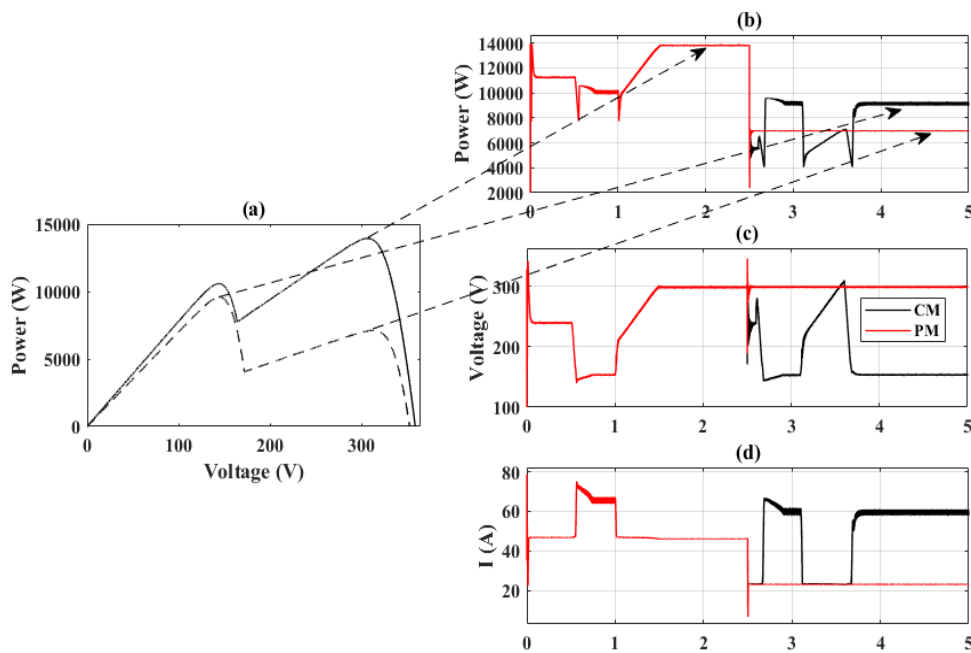 (b)
14000
12000
10000
8000
6000
4000
2000
Power (W)
0 1 2 3 4 5
(a)
15000
10000
5000
0
Power (W)
0 100 200 300
Voltage (V)
(c)
300
200
100
Voltage (V)
CM
PM
0 1 2 3 4 5
(d)
80
60
40
20
I (A)
0 1 2 3 4 5